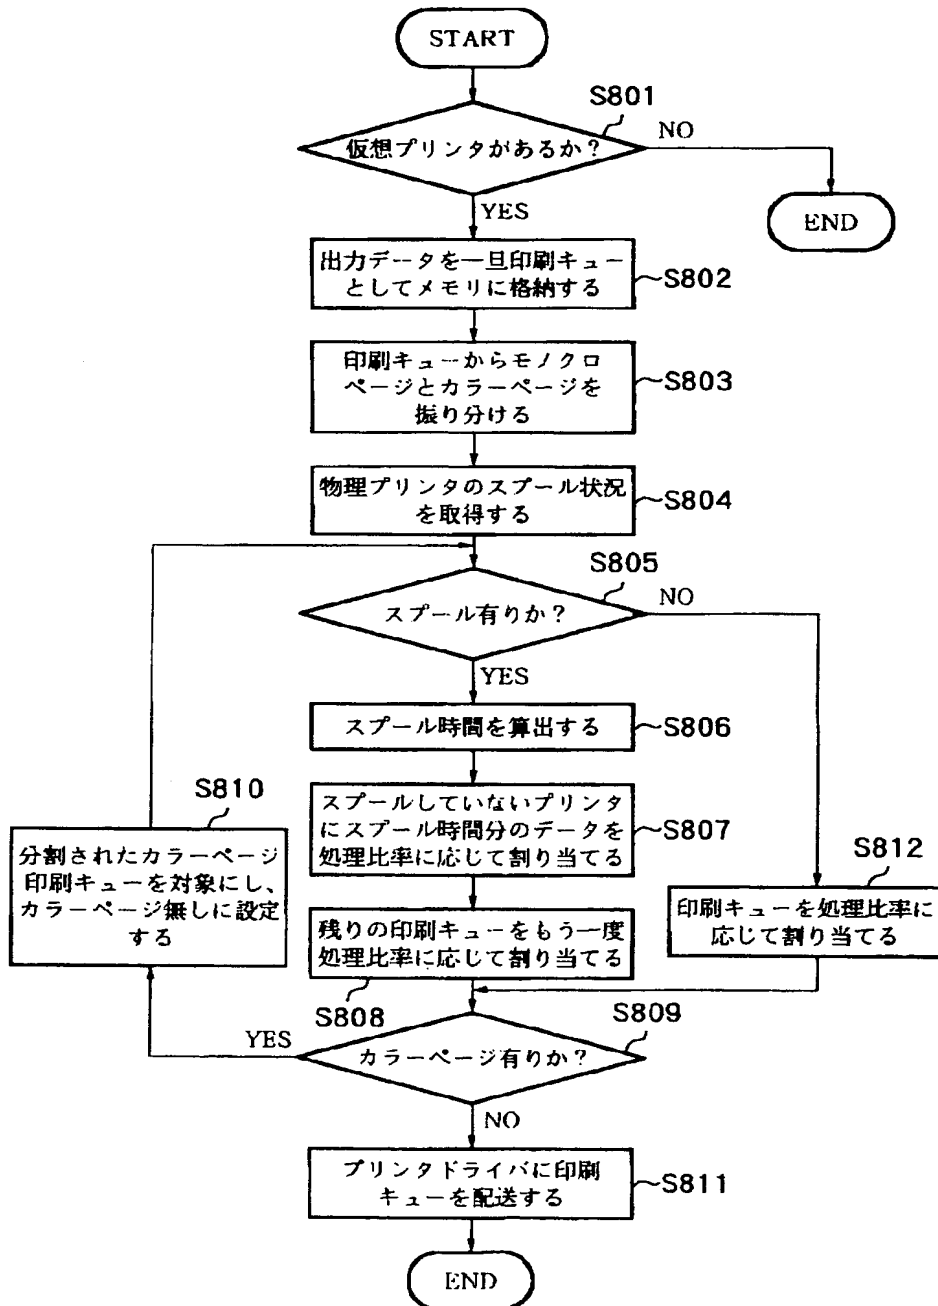 START
S801
仮想プリンタがあるか？
NO
YES
END
出力データを一旦印刷キュー
としてメモリに格納する
S802
印刷キューからモノクロ
ページとカラーページを
振り分ける
S803
物理プリンタのスプール状況
を取得する
S804
S805
スプール有りか？
NO
YES
スプール時間を算出する
S806
S810
分割されたカラーページ
印刷キューを対象にし、
カラーページ無しに設定
する
スプールしていないプリンタ
にスプール時間分のデータを
処理比率に応じて割り当てる
S807
S812
印刷キューを処理比率に
応じて割り当てる
残りの印刷キューをもう一度
処理比率に応じて割り当てる
S808
S809
YES
カラーページ有りか？
NO
プリンタドライバに印刷
キューを配送する
S811
END